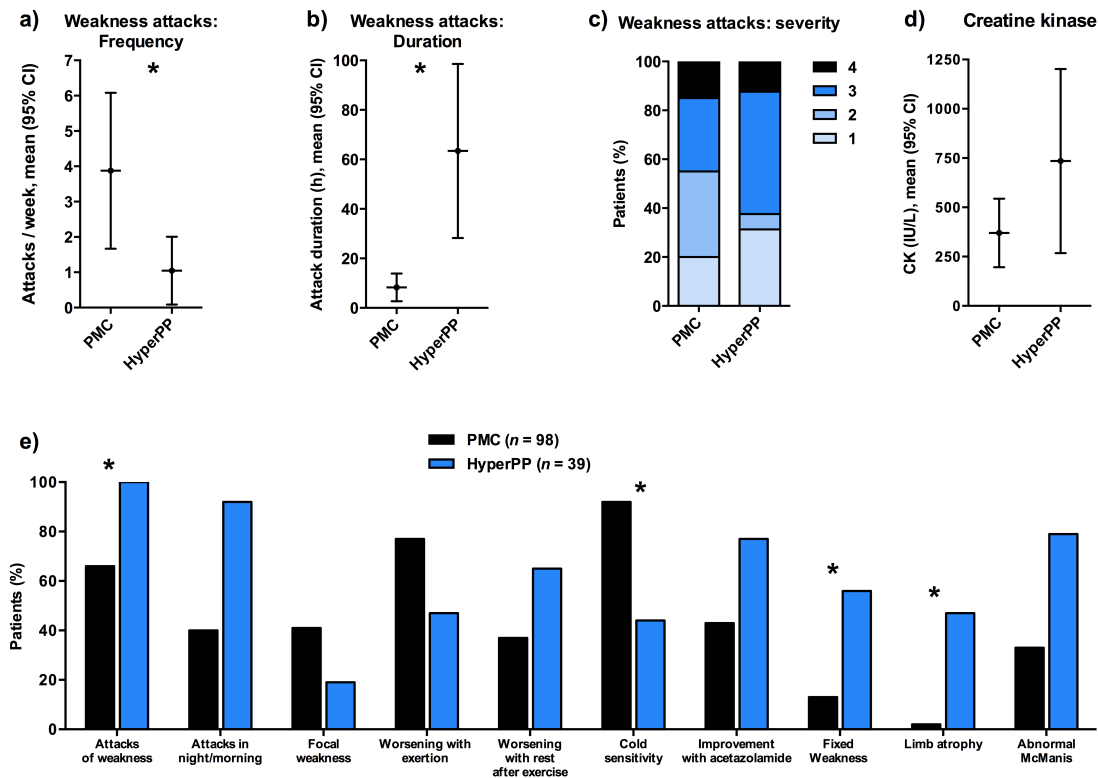 a)
Weakness attacks:
Frequency
*
Attacks / week, mean (95% CI)
7
6
5
4
3
2
1
0
PMC
HyperPP
b)
Weakness attacks:
Duration
*
Attack duration (h), mean (95% CI)
100
80
60
40
20
0
PMC
HyperPP
c)
Weakness attacks: severity
Patients (%)
100
80
60
40
20
0
PMC
HyperPP
4
3
2
1
d)
Creatine kinase
CK (IU/L), mean (95% CI)
1250
1000
750
500
250
0
PMC
HyperPP
e)
PMC (n = 98)
HyperPP (n = 39)
Patients (%)
100
80
60
40
20
0
*
*
*
*
Attacks
of weakness
Attacks in
night/morning
Focal
weakness
Worsening with
exertion
Worsening
with rest
after exercise
Cold
sensitivity
Improvement
with acetazolamide
Fixed
Weakness
Limb atrophy
Abnormal
McManis